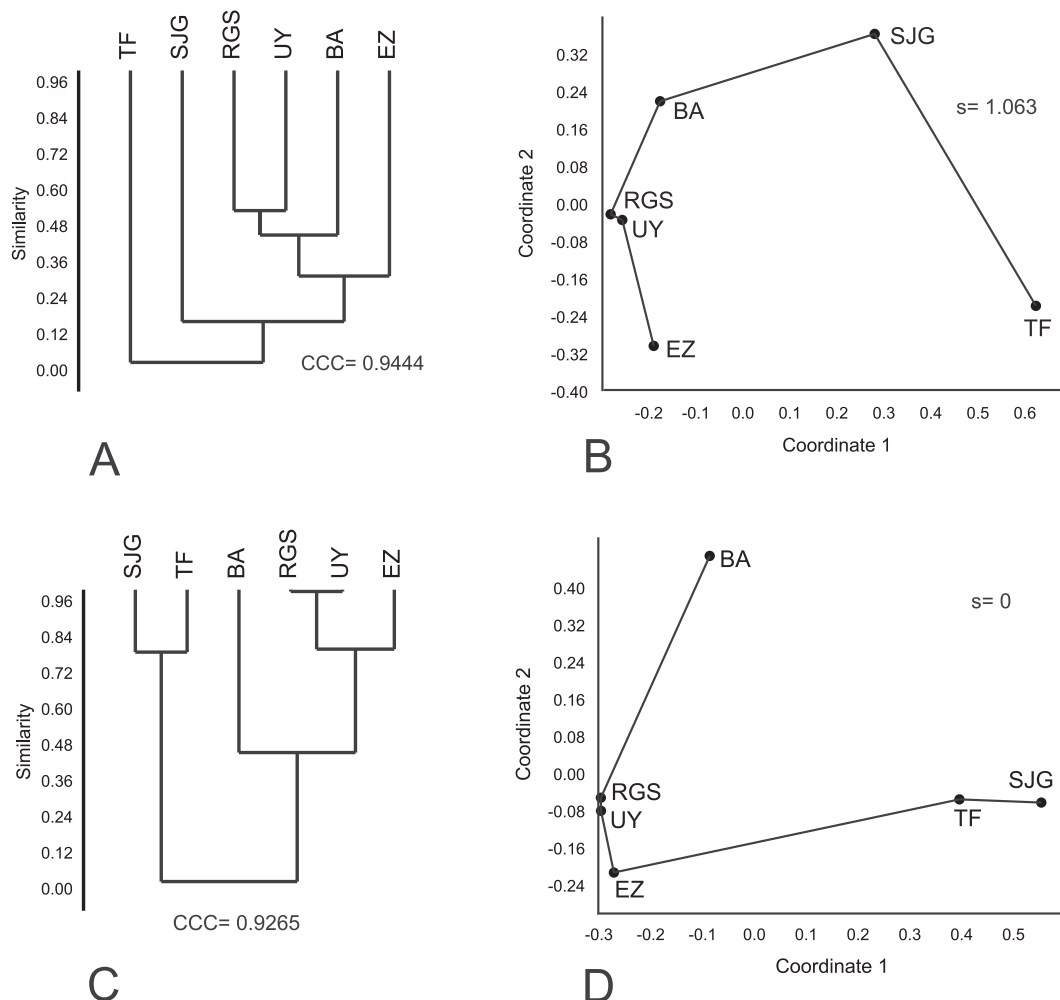 TF SJG RGS UY BA EZ
Similarity
0.96
0.84
0.72
0.60
0.48
0.36
0.24
0.12
0.00
CCC= 0.9444
A
Coordinate 2
0.32
0.24
0.16
0.08
0.00
-0.08
-0.16
-0.24
-0.32
-0.40
SJG
s= 1.063
BA
RGS
UY
TF
EZ
-0.2 -0.1 0.0 0.1 0.2 0.3 0.4 0.5 0.6
Coordinate 1
B
SJG TF BA RGS UY EZ
Similarity
0.96
0.84
0.72
0.60
0.48
0.36
0.24
0.12
0.00
CCC= 0.9265
C
Coordinate 2
0.40
0.32
0.24
0.16
0.08
0.00
-0.08
-0.16
-0.24
BA
s= 0
SJG
RGS
TF
UY
EZ
-0.3 -0.2 -0.1 0.0 0.1 0.2 0.3 0.4 0.5
Coordinate 1
D